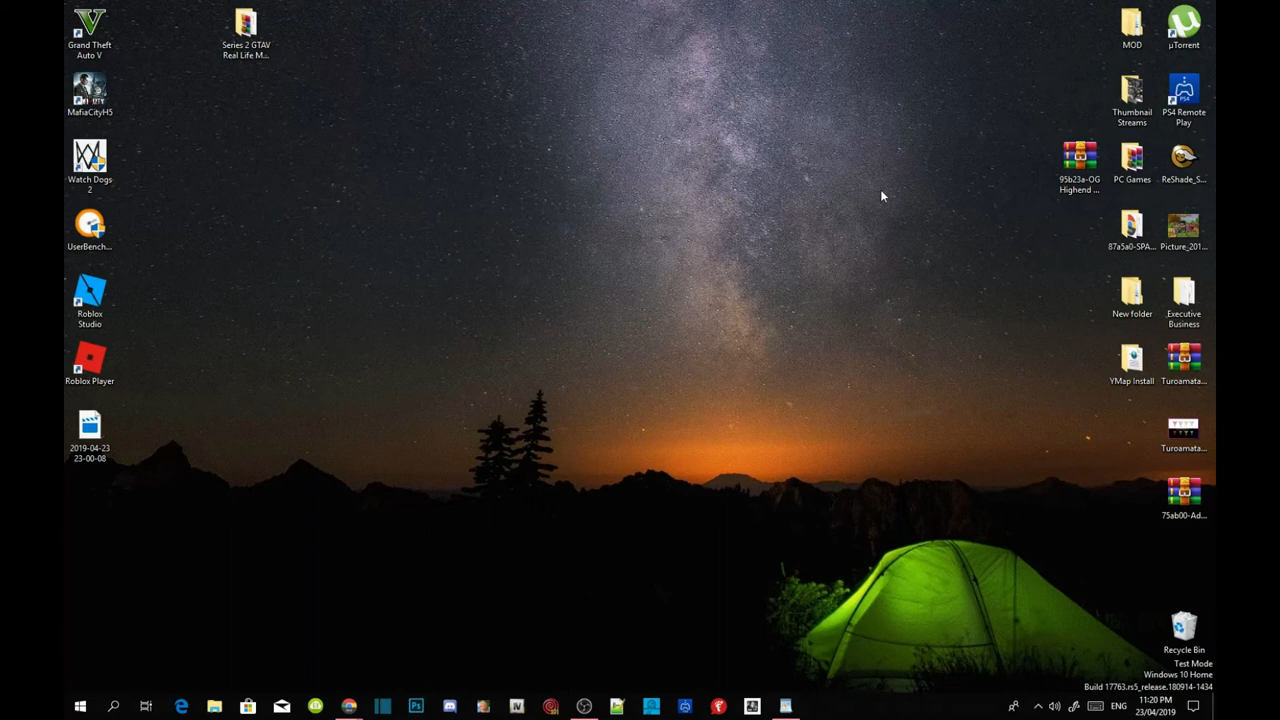 Grand Theft
Auto V
Series 2 GTAV
Real Life M...
MOD
µTorrent
MafiaCityH5
Thumbnail
Streams
PS4 Remote
Play
Watch Dogs
2
95b23a-OG
Highend ...
PC Games
ReShade_S...
UserBench...
87a5a0-SPA...
Picture_201...
Roblox
Studio
New folder
Executive
Business
Roblox Player
YMap Install
Turoamata...
2019-04-23
23-00-08
Turoamata...
75ab00-Ad...
Recycle Bin
Test Mode
Windows 10 Home
Build 17763.rs5_release.180914-1434
Ps
IV
ENG
11:20 PM
23/04/2019